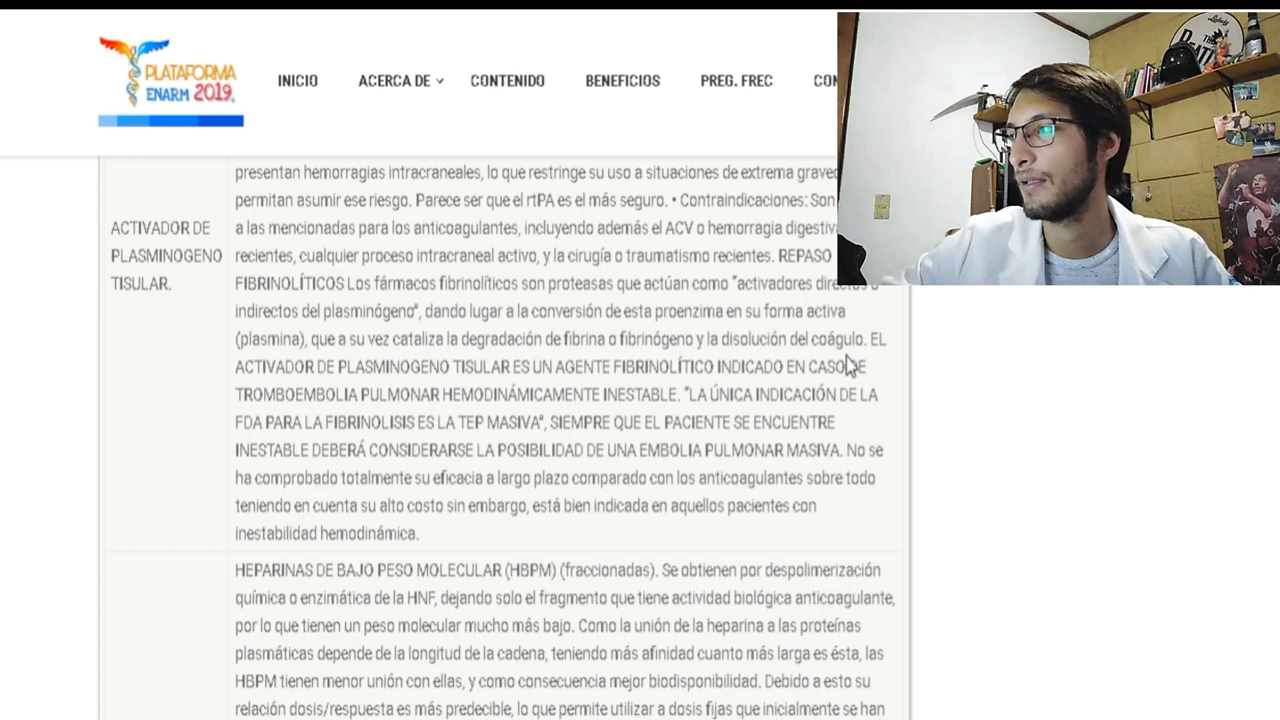 PLATAFORMA
ENARM 2019
INICIO
ACERCA DE
CONTENIDO
BENEFICIOS
PREG. FREC
Ludwig
THE
presentan hemorragias intracraneales, lo que restringe su uso a situaciones de extrema
permitan asumir ese riesgo. Parece ser que el rtPA es el más seguro. • Contraindicaciones: Son
a las mencionadas para los anticoagulantes, incluyendo además el ACV o hemorragia
recientes, cualquier proceso intracraneal activo, y la cirugía o traumatismo recientes. REPASO
FIBRINOLÍTICOS Los fármacos fibrinolíticos son proteasas que actúan como "activadores
indirectos del plasminógeno", dando lugar a la conversión de esta proenzima en su forma activa
(plasmina), que a su vez cataliza la degradación de fibrina o fibrinógeno y la disolución del coágulo. EL
ACTIVADOR DE PLASMINOGENO TISULAR ES UN AGENTE FIBRINOLÍTICO INDICADO EN CASO DE
TROMBOEMBOLIA PULMONAR HEMODINÁMICAMENTE INESTABLE. "LA ÚNICA INDICACIÓN DE LA
FDA PARA LA FIBRINOLISIS ES LA TEP MASIVA", SIEMPRE QUE EL PACIENTE SE ENCUENTRE
INESTABLE DEBERÁ CONSIDERARSE LA POSIBILIDAD DE UNA EMBOLIA PULMONAR MASIVA. No se
ha comprobado totalmente su eficacia a largo plazo comparado con los anticoagulantes sobre todo
teniendo en cuenta su alto costo sin embargo, está bien indicada en aquellos pacientes con
inestabilidad hemodinámica.
ACTIVADOR DE
PLASMINOGENO
TISULAR.
HEPARINAS DE BAJO PESO MOLECULAR (HBPM) (fraccionadas). Se obtienen por despolimerización
química o enzimática de la HNF, dejando solo el fragmento que tiene actividad biológica anticoagulante,
por lo que tienen un peso molecular mucho más bajo. Como la unión de la heparina a las proteínas
plasmáticas depende de la longitud de la cadena, teniendo más afinidad cuanto más larga es ésta, las
HBPM tienen menor unión con ellas, y como consecuencia mejor biodisponibilidad. Debido a esto su
relación dosis/respuesta es más predecible, lo que permite utilizar a dosis fijas que inicialmente se han